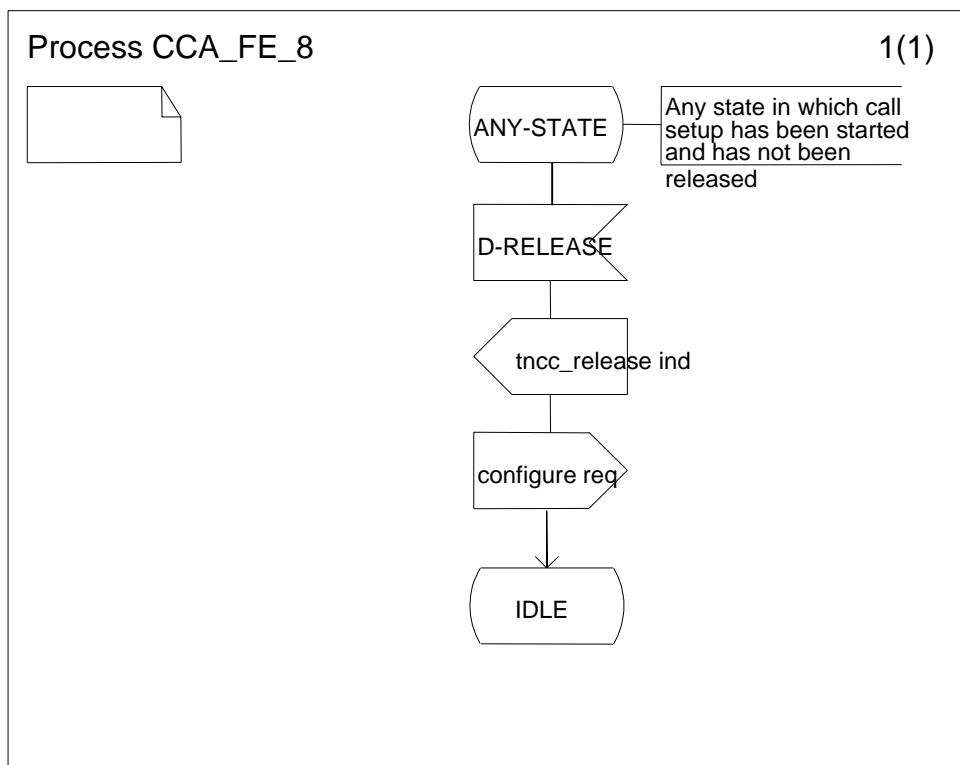 Process CCA_FE_8
1(1)
ANY-STATE
Any state in which call
setup has been started
and has not been
released
D-RELEASE
tncc_release ind
configure req
IDLE